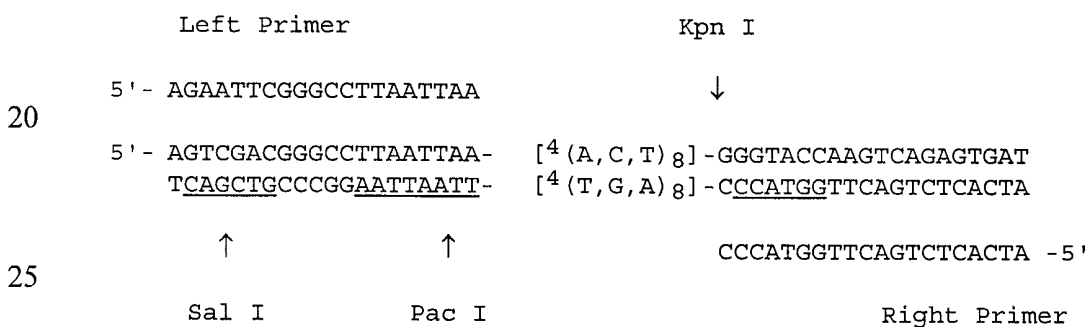 Left Primer Kpn I
5'- AGAATTCGGGCCTTAATTAA ↓
20
5'- AGTCGACGGGCCTTAATTAA- [4(A,C,T)8]-GGGTACCAAGTCAGAGTGAT
TCAGCTGCCCGGAATTAATT- [4(T,G,A)8]-CCCATGGTTCAGTCTCACTA
↑ ↑ CCCATGGTTCAGTCTCACTA -5'
25
Sal I Pac I Right Primer